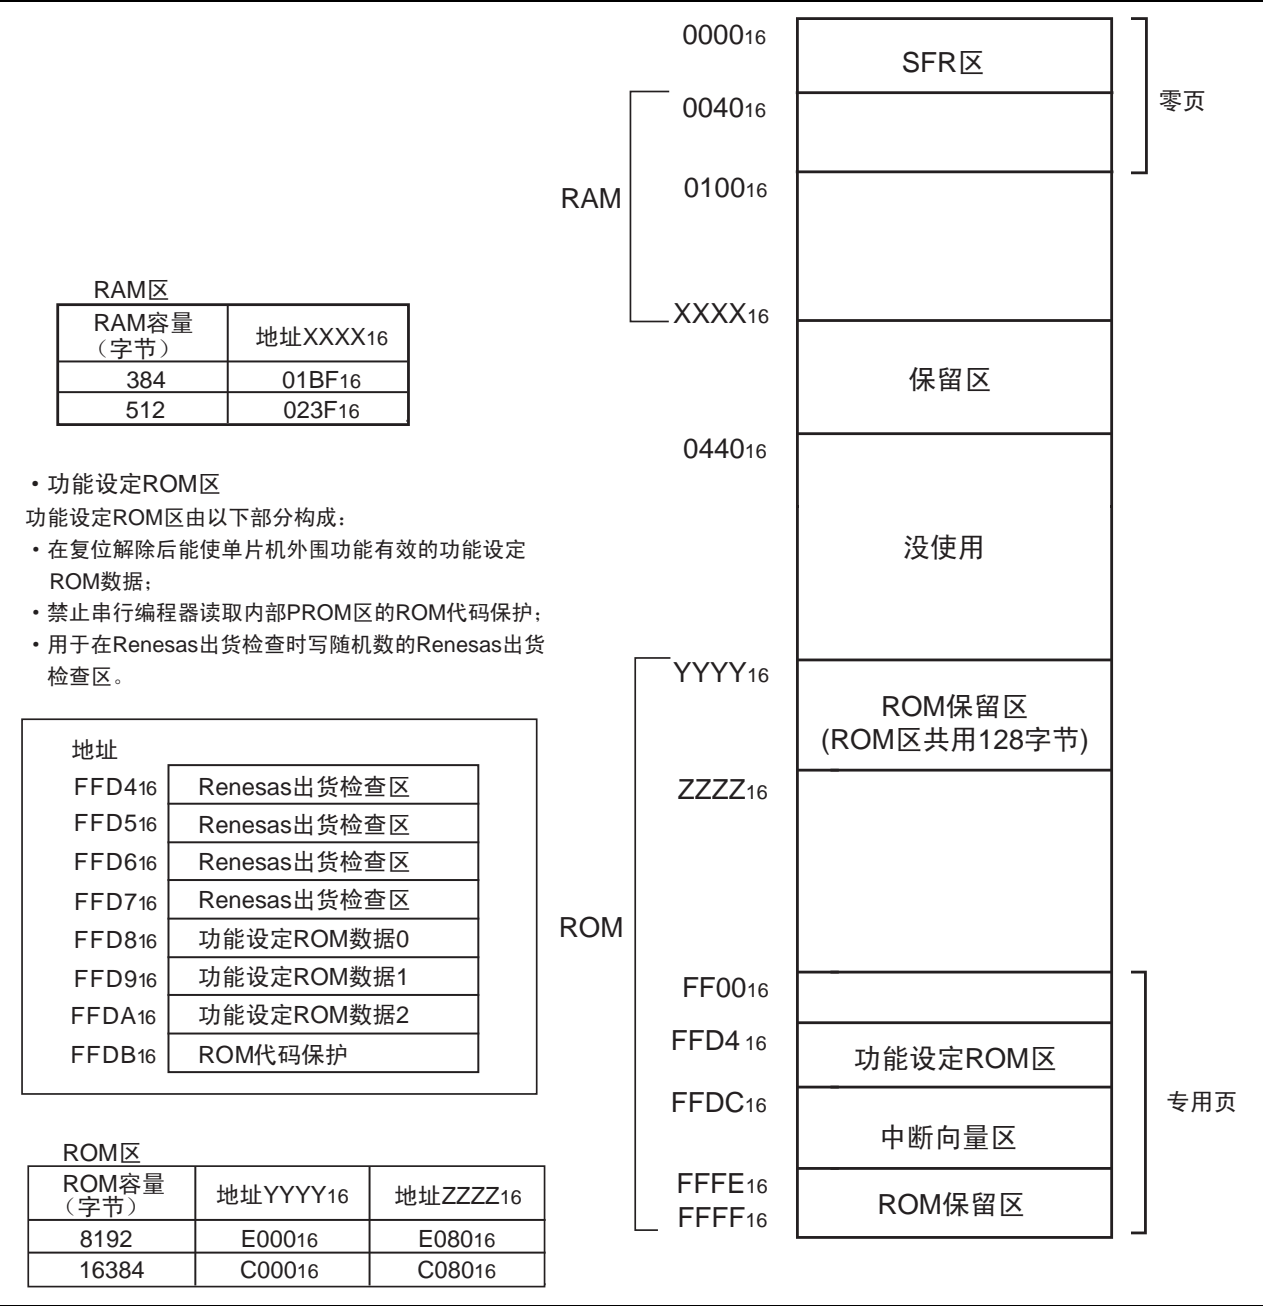 RAM区
RAM容量
（字节）
地址XXXX16
384
01BF16
512
023F16
・功能设定ROM区
功能设定ROM区由以下部分构成：
・在复位解除后能使单片机外围功能有效的功能设定
ROM数据；
・禁止串行编程器读取内部PROM区的ROM代码保护；
・用于在Renesas出货检查时写随机数的Renesas出货
检查区。
地址
FFD416 Renesas出货检查区
FFD516 Renesas出货检查区
FFD616 Renesas出货检查区
FFD716 Renesas出货检查区
FFD816 功能设定ROM数据0
FFD916 功能设定ROM数据1
FFDA16 功能设定ROM数据2
FFDB16 ROM代码保护
ROM区
ROM容量
（字节）
地址YYYY16
地址ZZZZ16
8192
E00016
E08016
16384
C00016
C08016
000016
SFR区
零页
004016
RAM
010016
XXXX16
保留区
044016
没使用
YYYY16
ROM保留区
(ROM区共用128字节)
ZZZZ16
ROM
FF0016
FFD4 16
功能设定ROM区
FFDC16
专用页
中断向量区
FFFE16
ROM保留区
FFFF16